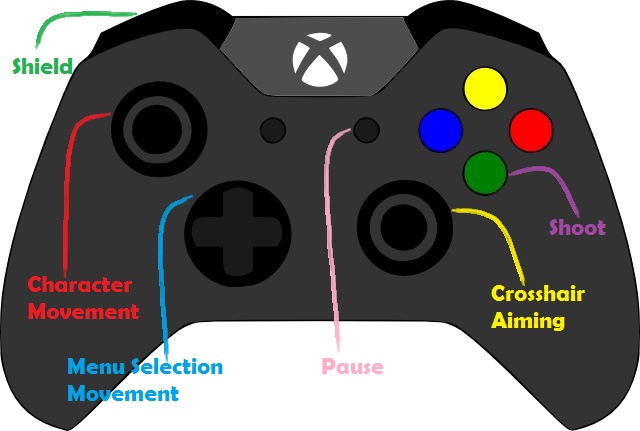 Shield
Character
Movement
Menu Selection
Movement
Pause
Crosshair
Aiming
Shoot